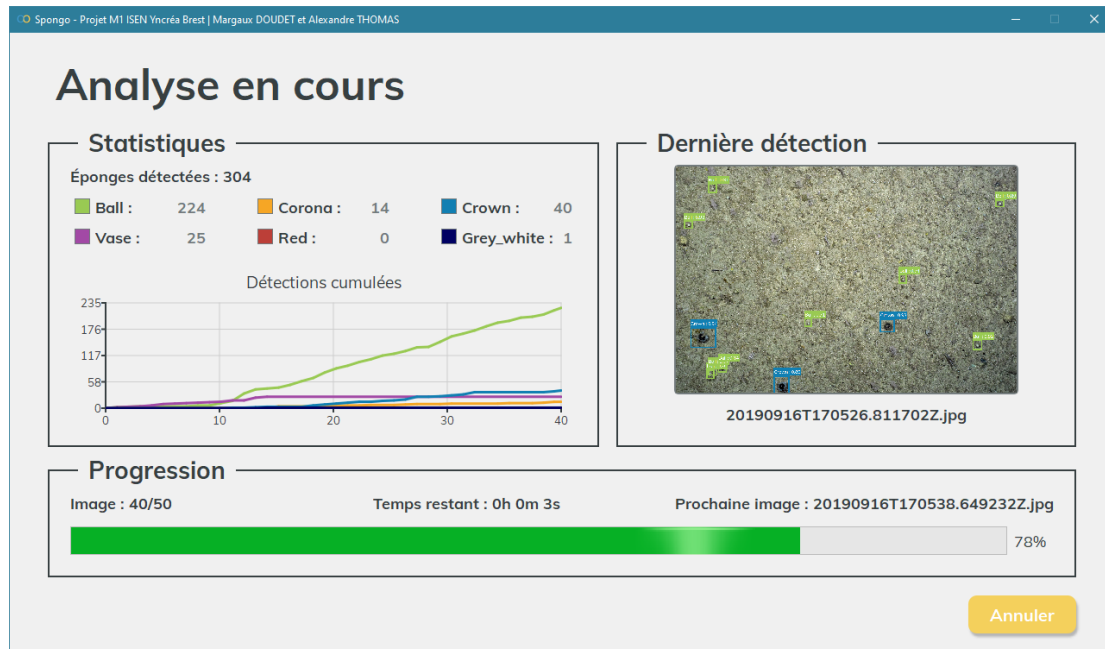 Spongo - Projet M1 ISEN Yncréa Brest | Margaux DOUDET et Alexandre THOMAS
Analyse en cours
Statistiques
Éponges détectées : 304
Ball : 224 Corona : 14 Crown : 40
Vase : 25 Red : 0 Grey_white : 1
Détections cumulées
235
176
117
58
0
0 10 20 30 40
Dernière détection
20190916T170526.811702Z.jpg
Progression
Image : 40/50 Temps restant : 0h 0m 3s Prochaine image : 20190916T170538.649232Z.jpg
78%
Annuler